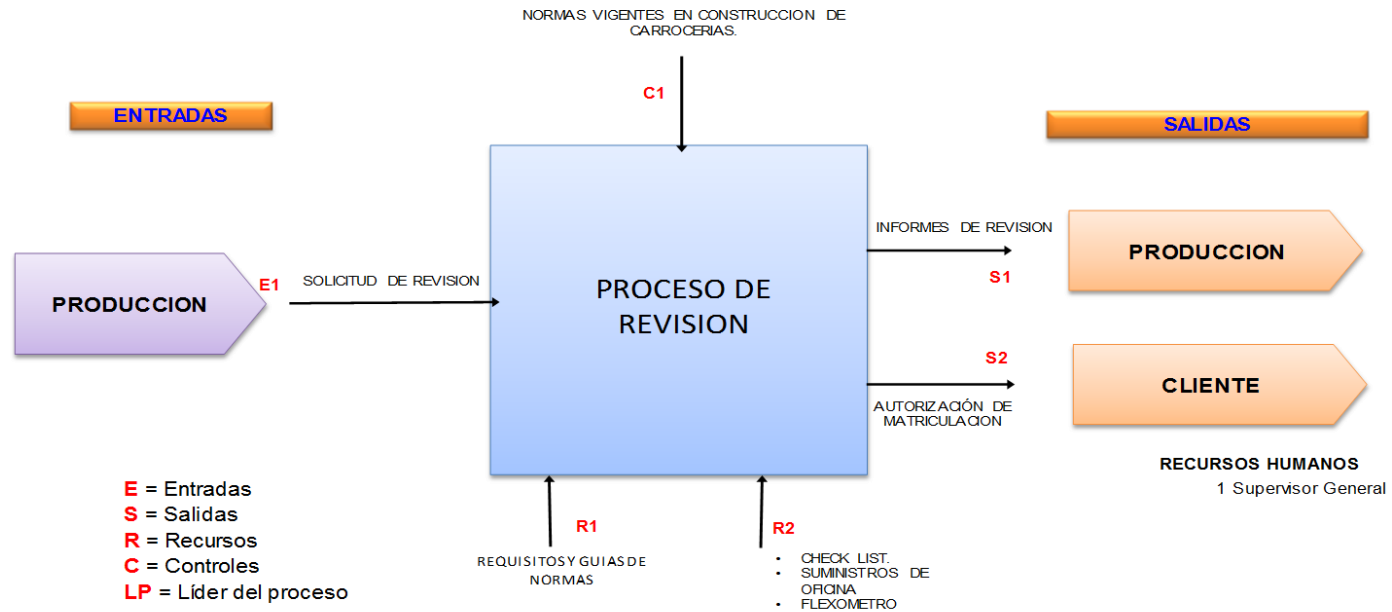 NORMAS VIGENTES EN CONSTRUCCION DE
CARROCERIAS.
C1
ENTRADAS
SALIDAS
PRODUCCION
E1
SOLICITUD DE REVISION
PROCESO DE
REVISION
INFORMES DE REVISION
S1
PRODUCCION
S2
AUTORIZACIÓN DE
MATRICULACION
CLIENTE
RECURSOS HUMANOS
1 Supervisor General
E = Entradas
S = Salidas
R = Recursos
C = Controles
LP = Líder del proceso
R1
REQUISITOS Y GUIAS DE
NORMAS
R2
• CHECK LIST.
• SUMINISTROS DE
OFICINA
• FLEXOMETRO